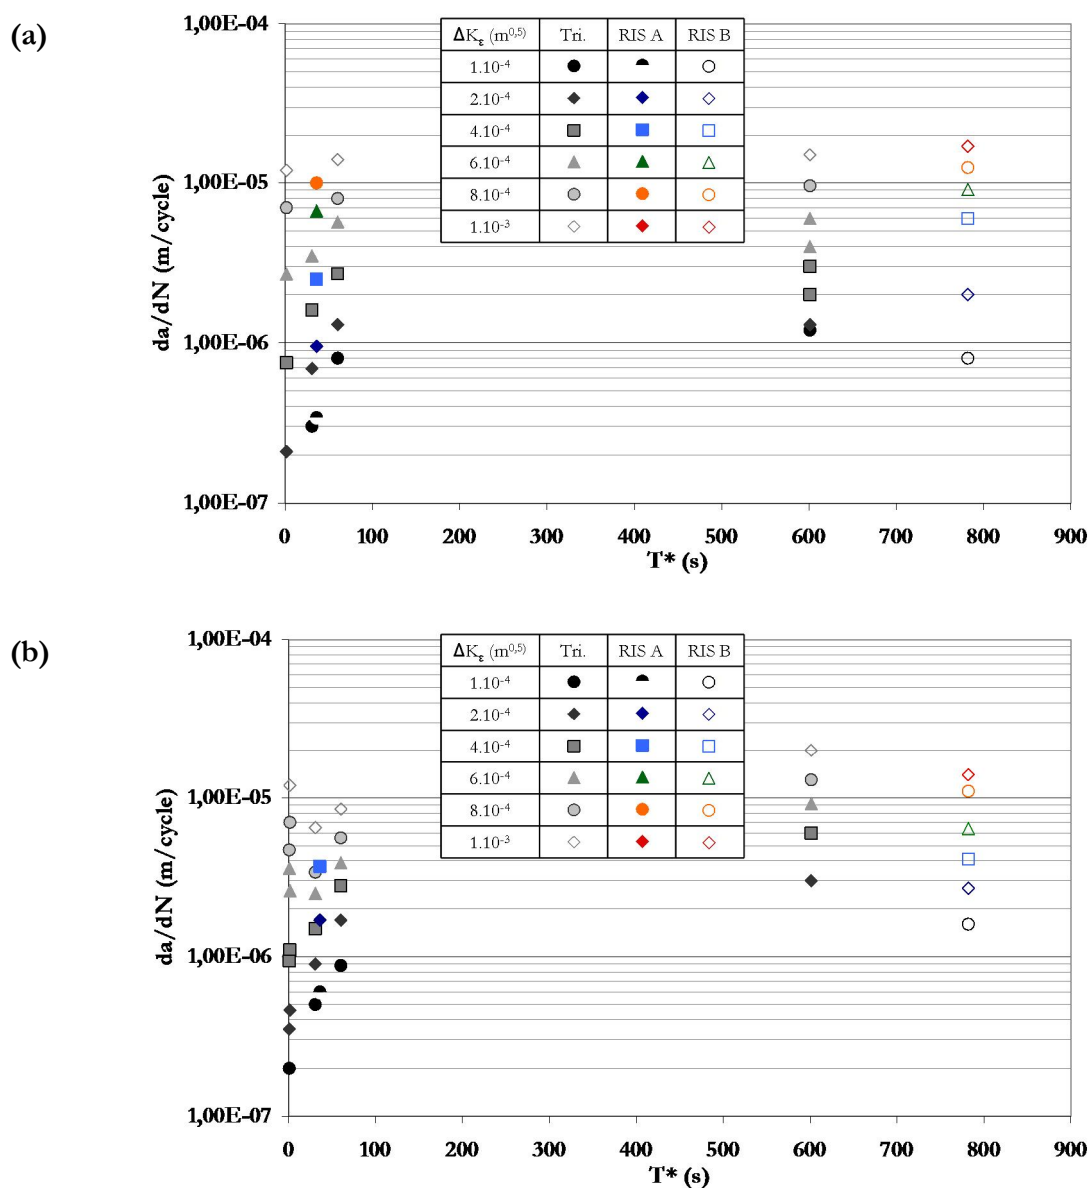 (a)
1,00E-04
1,00E-05
1,00E-06
1,00E-07
da/dN (m/cycle)
ΔKε (m0,5) Tri. RIS A RIS B
1.10-4
2.10-4
4.10-4
6.10-4
8.10-4
1.10-3
0 100 200 300 400 500 600 700 800 900
T* (s)
(b)
1,00E-04
1,00E-05
1,00E-06
1,00E-07
da/dN (m/cycle)
ΔKε (m0,5) Tri. RIS A RIS B
1.10-4
2.10-4
4.10-4
6.10-4
8.10-4
1.10-3
0 100 200 300 400 500 600 700 800 900
T* (s)